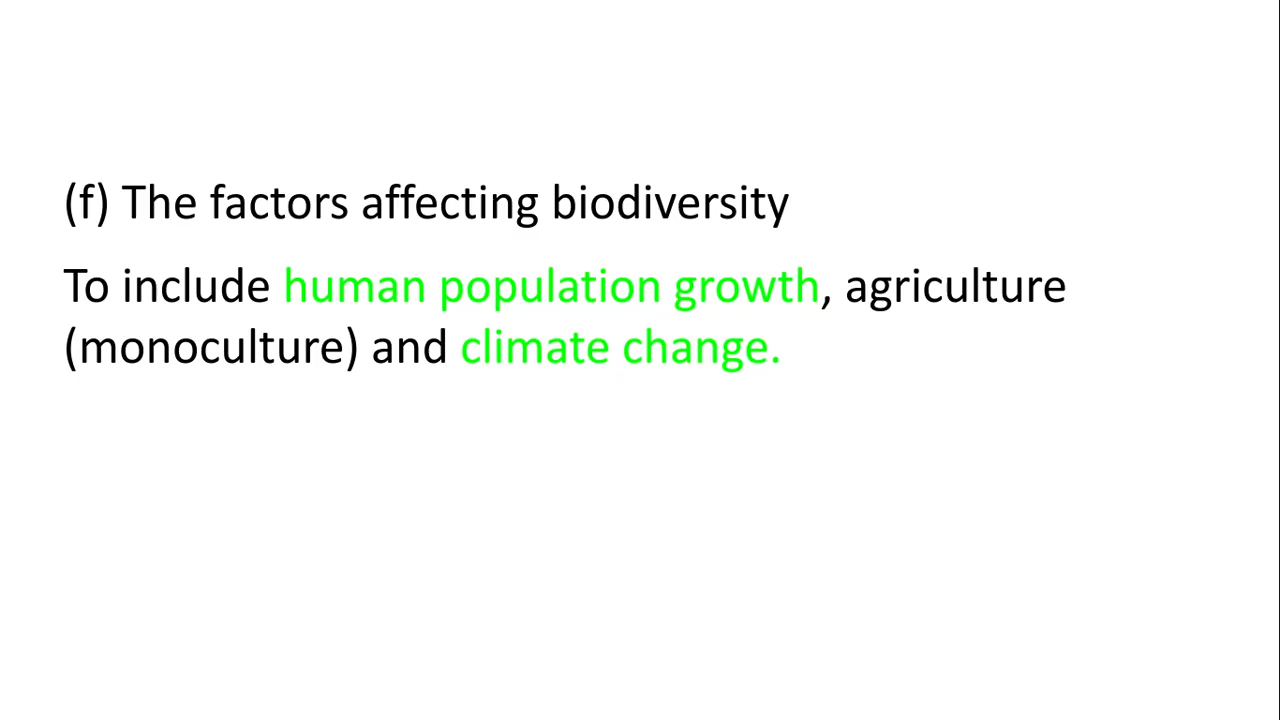 (f) The factors affecting biodiversity
To include human population growth, agriculture
(monoculture) and climate change.